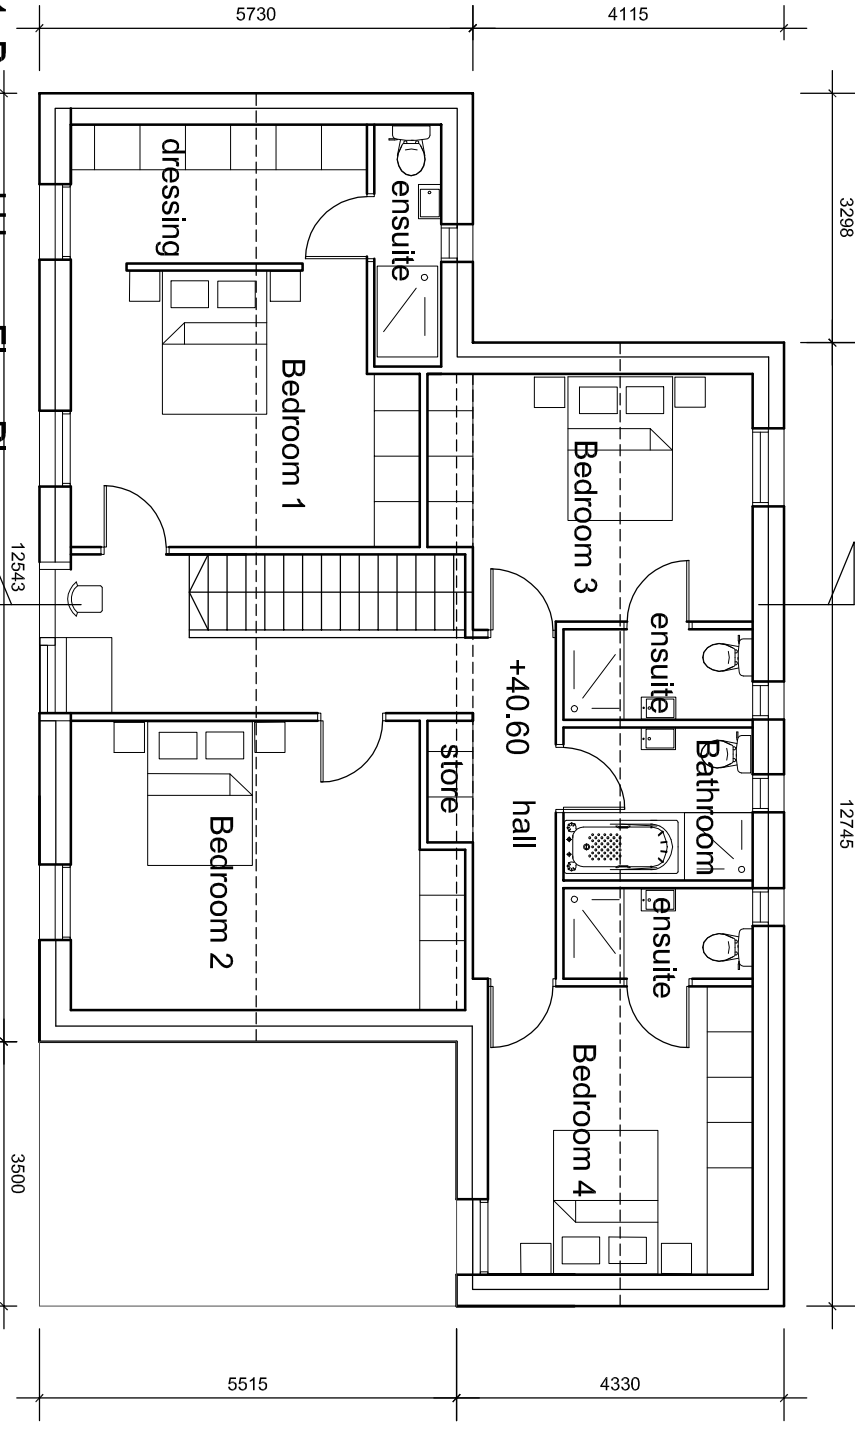 5730
4115
3298
12745
12543
3500
5515
4330
dressing
ensuite
Bedroom 1
Bedroom 3
ensuite
+40.60
hall
Bathroom
store
Bedroom 2
ensuite
Bedroom 4